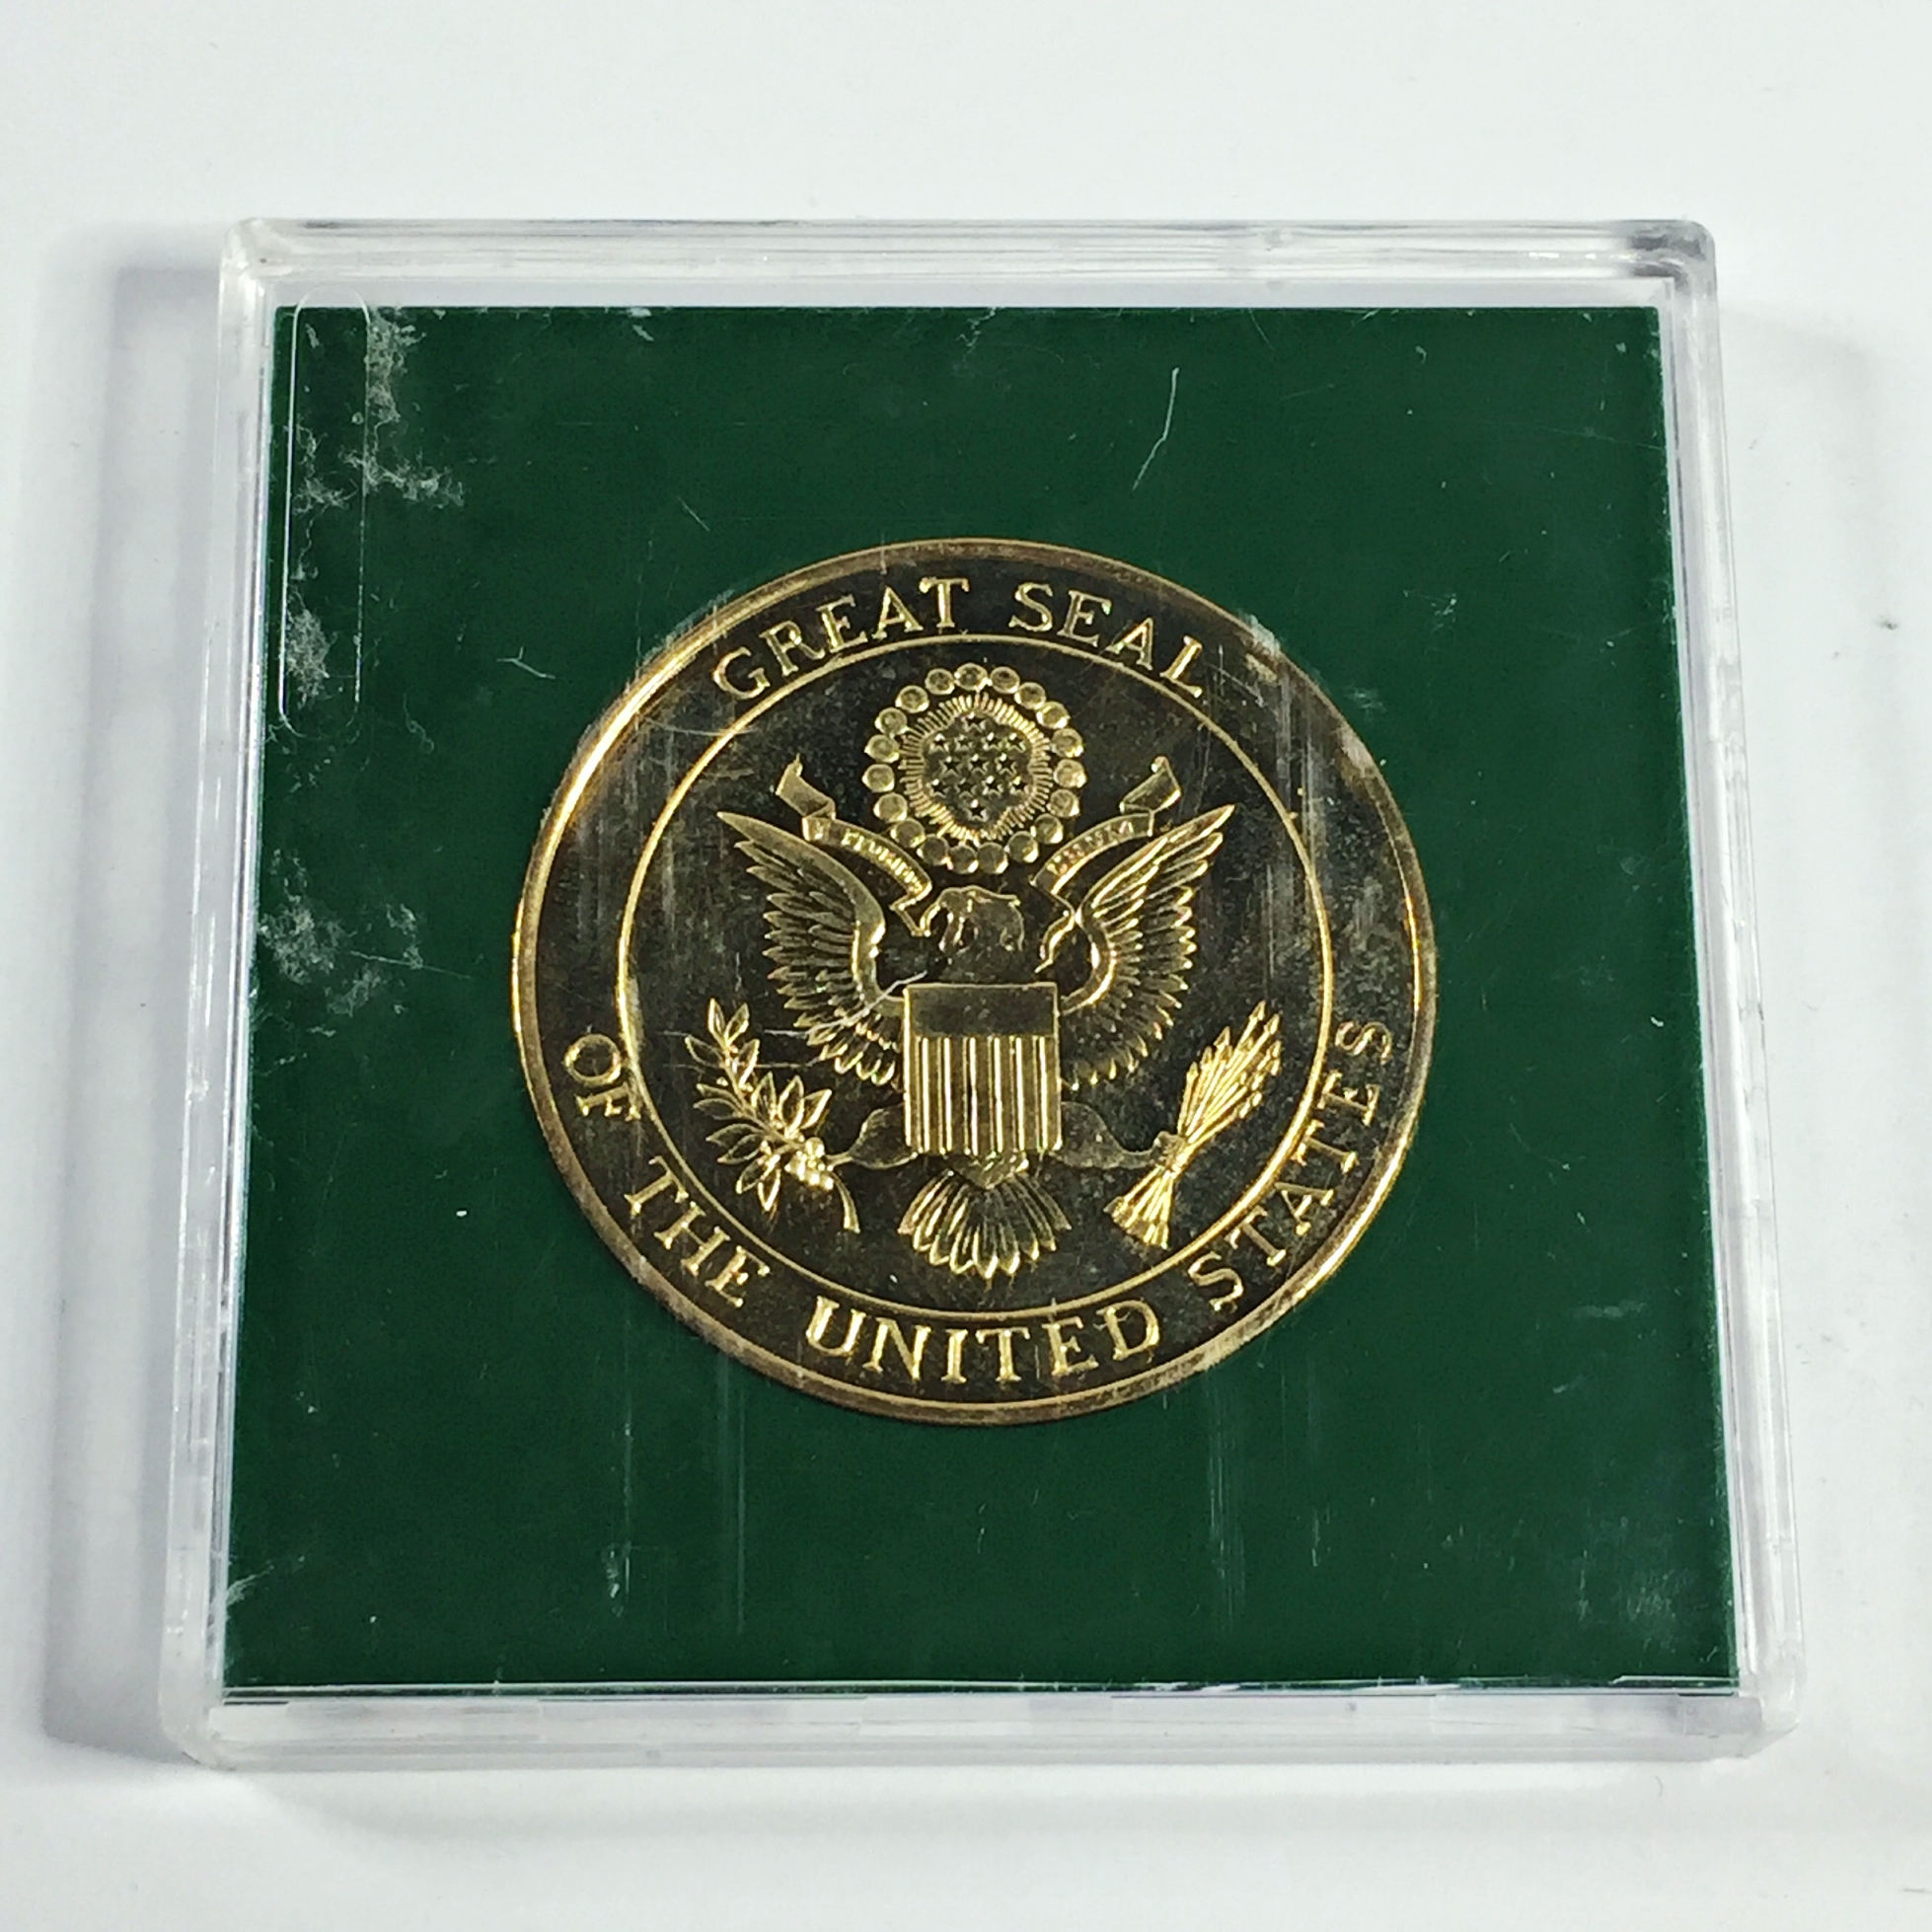 GREAT SEAL
OF THE UNITED STATES